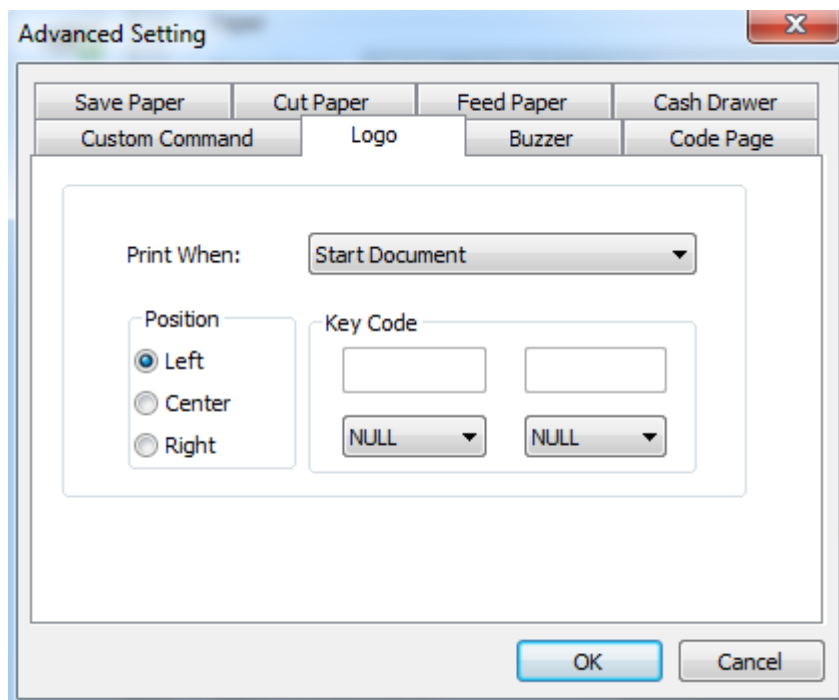 Advanced Setting
Save Paper Cut Paper Feed Paper Cash Drawer
Custom Command Logo Buzzer Code Page
Print When: Start Document
Position Key Code
Left
Center
Right NULL NULL
OK Cancel